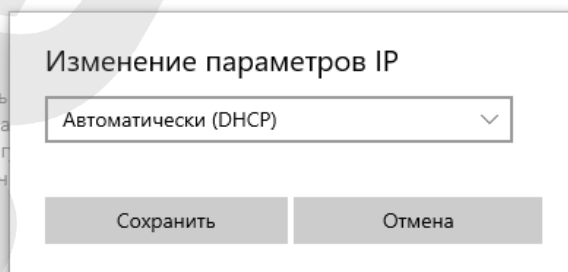 Изменение параметров IP
Автоматически (DHCP)
Сохранить
Отмена